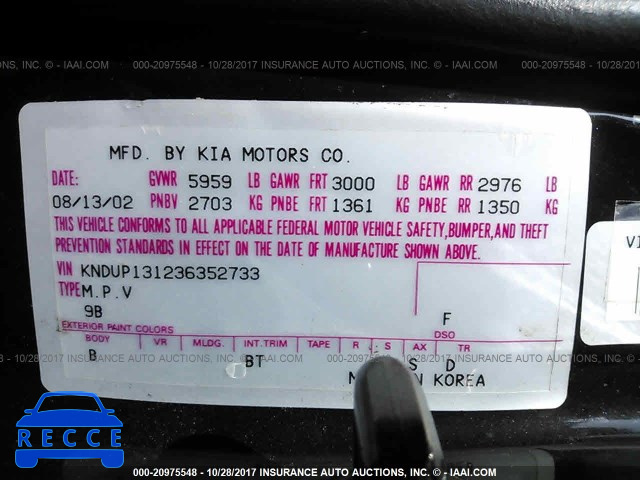 000-20975548 - 10/28/2017 INSURANCE AUTO AUCTIONS, INC. - IAAI.COM
MFD. BY KIA MOTORS CO.
DATE: GVWR 5959 LB GAWR FRT 3000 LB GAWR RR 2976 LB
08/13/02 PNBV 2703 KG PNBE FRT 1361 KG PNBE RR 1350 KG
THIS VEHICLE CONFORMS TO ALL APPLICABLE FEDERAL MOTOR VEHICLE SAFETY,BUMPER,AND THEFT
PREVENTION STANDARDS IN EFFECT ON THE DATE OF MANUFACTURE SHOWN ABOVE.
VIN KNDUP131236352733
TYPE M.P.V
9B F
EXTERIOR PAINT COLORS DSO
BODY VR MLDG. INT.TRIM TAPE R S AX TR
B BT S D
KOREA
000-20975548 - 10/28/2017 INSURANCE AUTO AUCTIONS, INC. - IAAI.COM
RECCE
000-20975548 - 10/28/2017 INSURANCE AUTO AUCTIONS, INC. - IAAI.COM